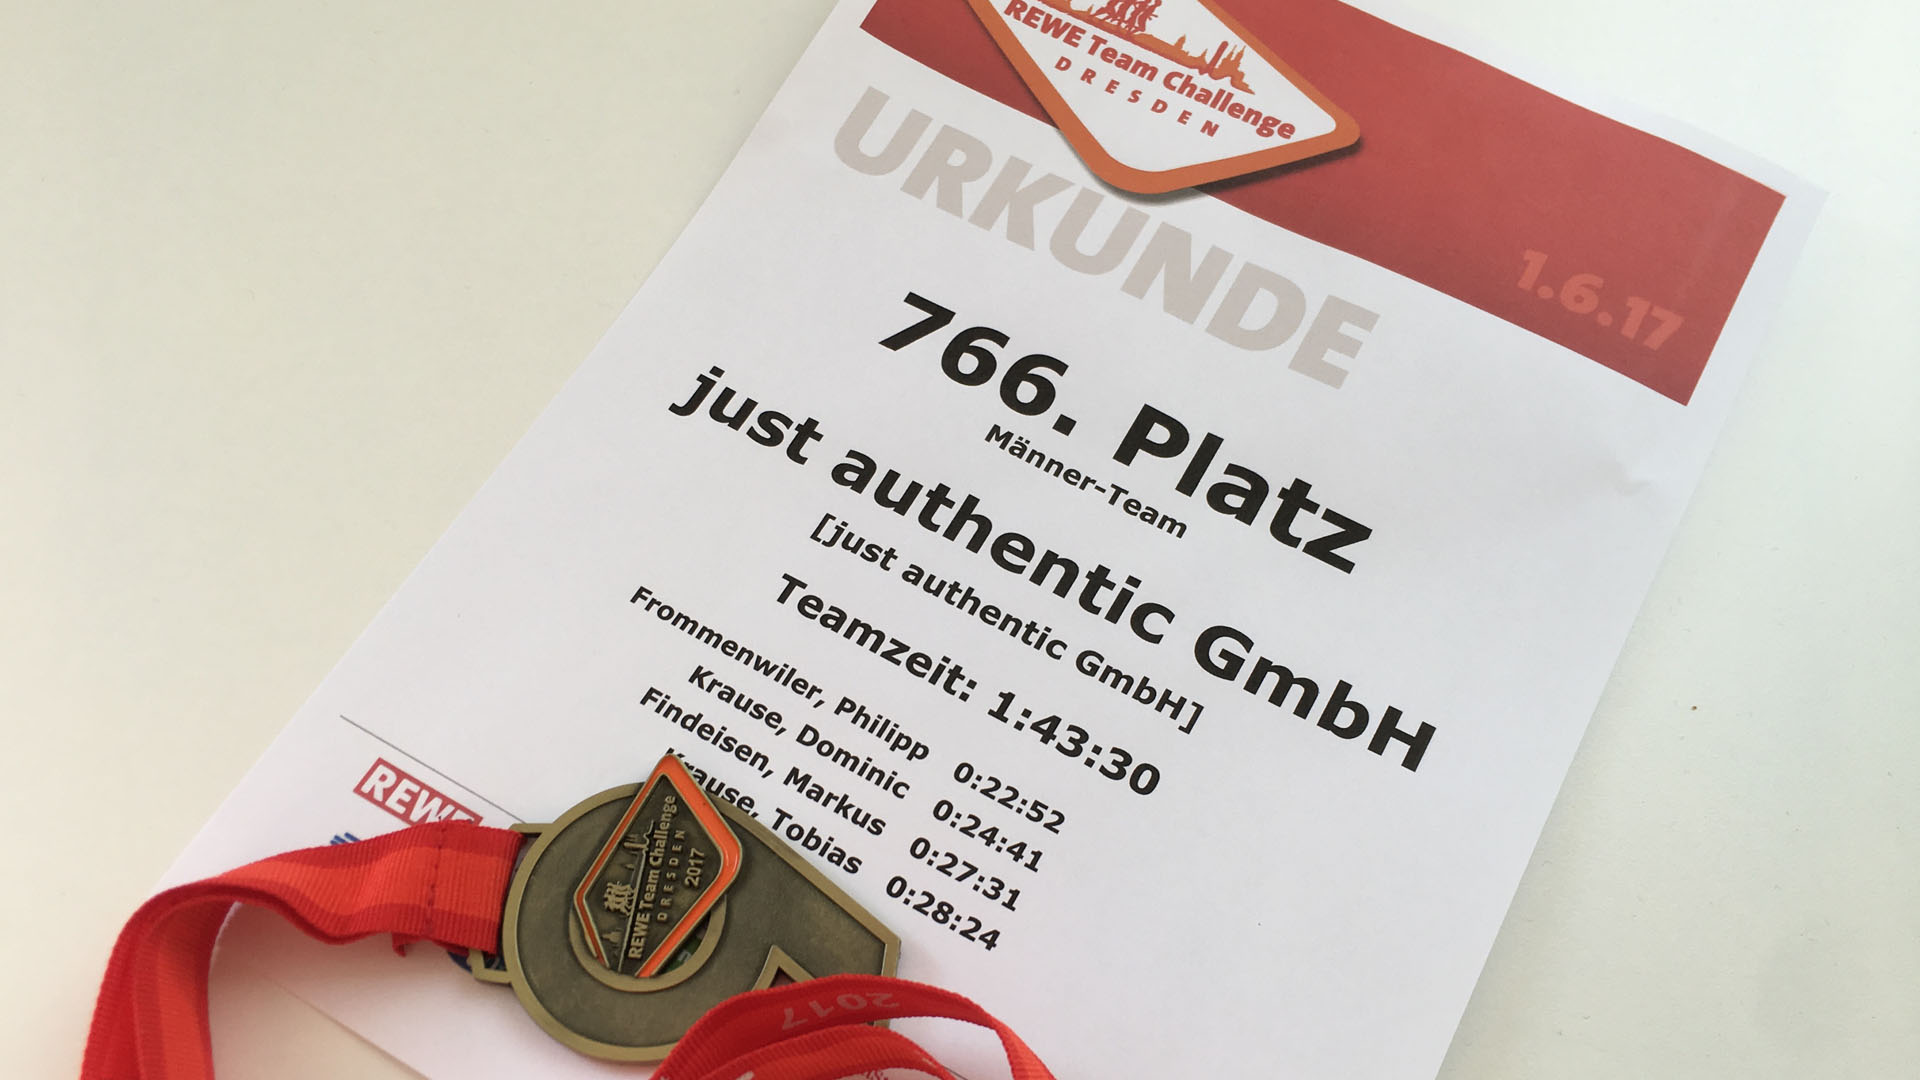 REWE Team Challenge
DRESDEN
URKUNDE
1.6.17
766. Platz
Männer-Team
just authentic GmbH
[just authentic GmbH]
Teamzeit: 1:43:30
Frommenwiler, Philipp 0:22:52
Krause, Dominic 0:24:41
Findeisen, Markus 0:27:31
Krause, Tobias 0:28:24
REWE
REWE Team Challenge
DRESDEN
2017
2017